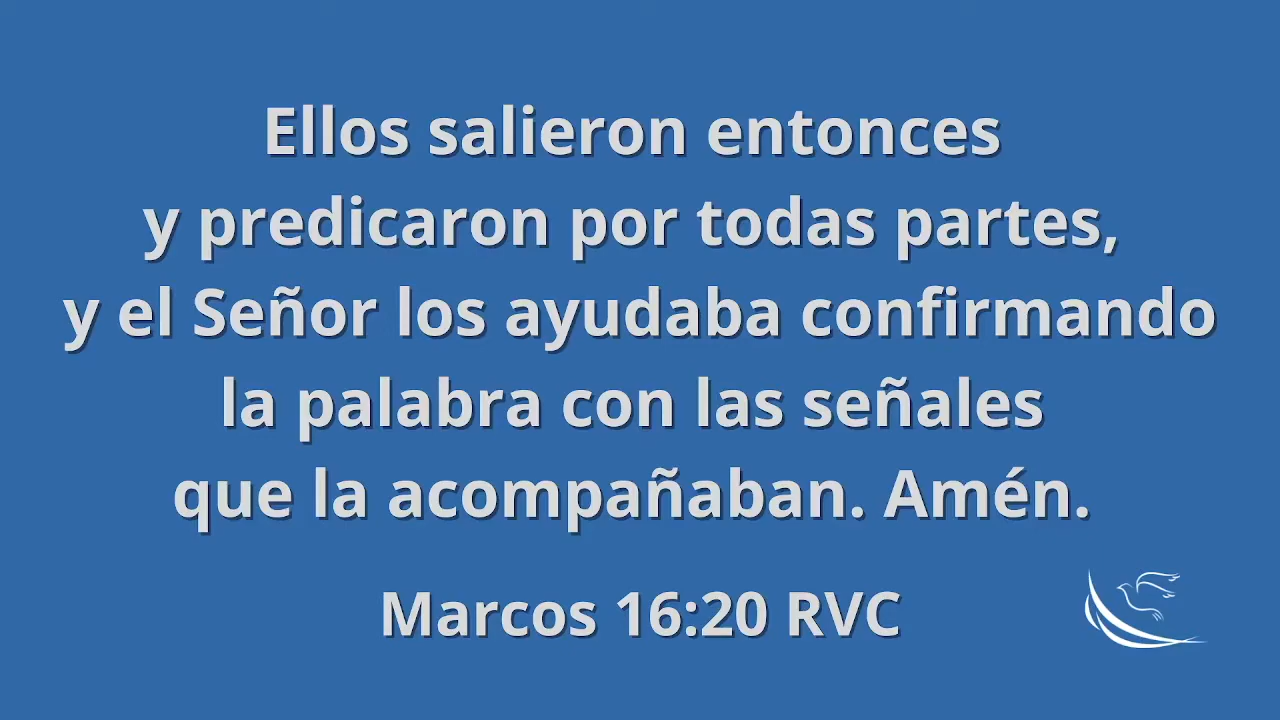 Ellos salieron entonces
y predicaron por todas partes,
y el Señor los ayudaba confirmando
la palabra con las señales
que la acompañaban. Amén.
Marcos 16:20 RVC